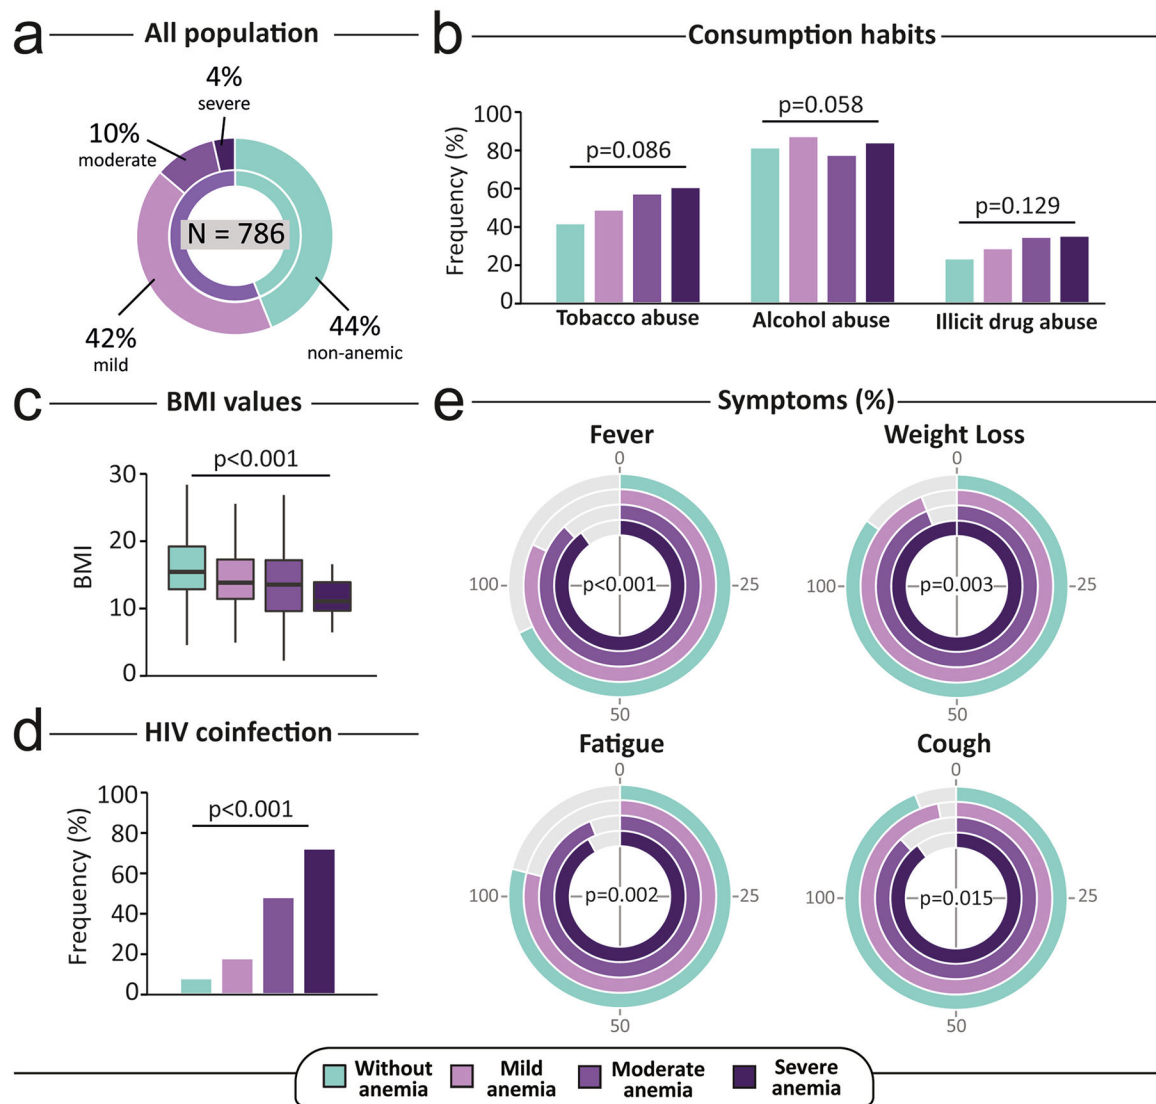 a
All population
4%
severe
10%
moderate
N = 786
42%
mild
44%
non-anemic
b
Consumption habits
Frequency (%)
100
80
60
40
20
0
p=0.086
p=0.058
p=0.129
Tobacco abuse
Alcohol abuse
Illicit drug abuse
c
BMI values
p<0.001
BMI
30
20
10
0
d
HIV coinfection
p<0.001
Frequency (%)
100
80
60
40
20
0
e
Symptoms (%)
Fever
0
100
p<0.001
25
50
Weight Loss
0
100
p=0.003
25
50
Fatigue
0
100
p=0.002
25
50
Cough
0
100
p=0.015
25
50
Without
anemia
Mild
anemia
Moderate
anemia
Severe
anemia